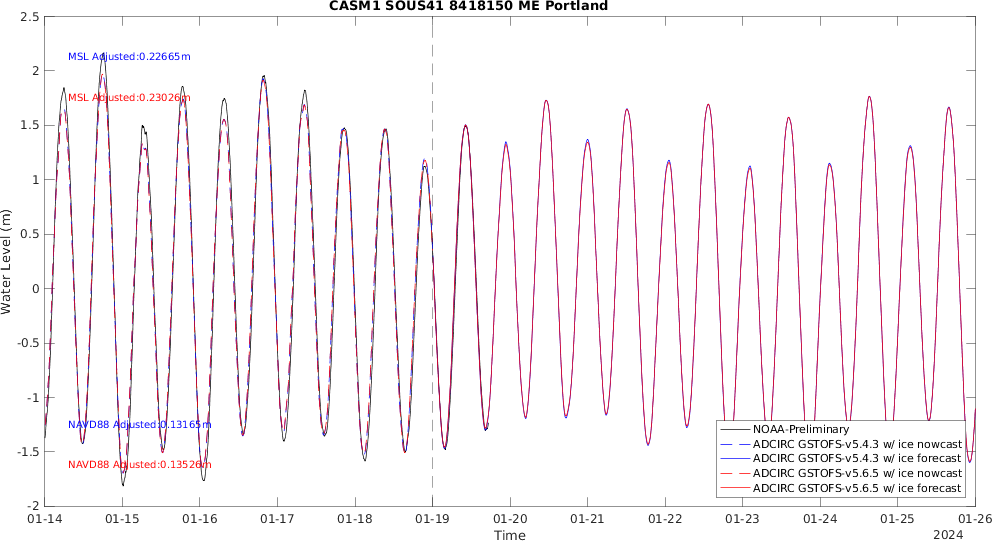 CASM1 SOUS41 8418150 ME Portland
Water Level (m)
2.5
2
1.5
1
0.5
0
-0.5
-1
-1.5
-2
MSL Adjusted:0.22665m
MSL Adjusted:0.23026m
NAVD88 Adjusted:0.13165m
NAVD88 Adjusted:0.13526m
NOAA-Preliminary
ADCIRC GSTOFS-v5.4.3 w/ ice nowcast
ADCIRC GSTOFS-v5.4.3 w/ ice forecast
ADCIRC GSTOFS-v5.6.5 w/ ice nowcast
ADCIRC GSTOFS-v5.6.5 w/ ice forecast
01-14 01-15 01-16 01-17 01-18 01-19 01-20 01-21 01-22 01-23 01-24 01-25 01-26
Time
2024